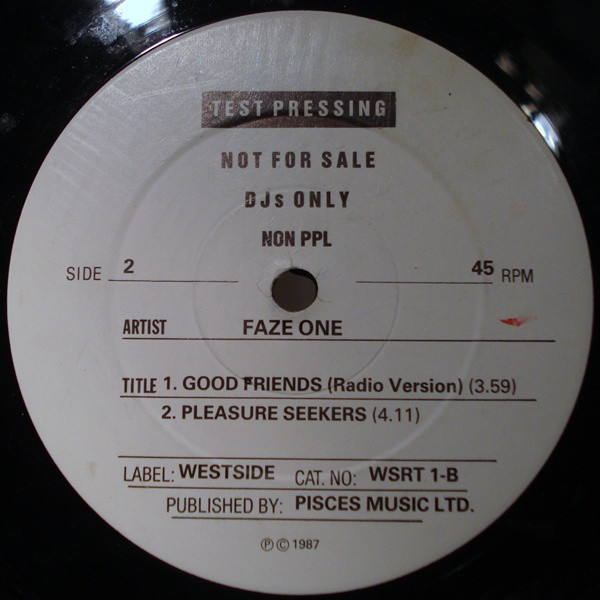 TEST PRESSING
NOT FOR SALE
DJs ONLY
NON PPL
SIDE 2 45 RPM
ARTIST FAZE ONE
TITLE 1. GOOD FRIENDS (Radio Version) (3.59)
2. PLEASURE SEEKERS (4.11)
LABEL: WESTSIDE CAT. NO: WSRT 1-B
PUBLISHED BY: PISCES MUSIC LTD.
℗ © 1987